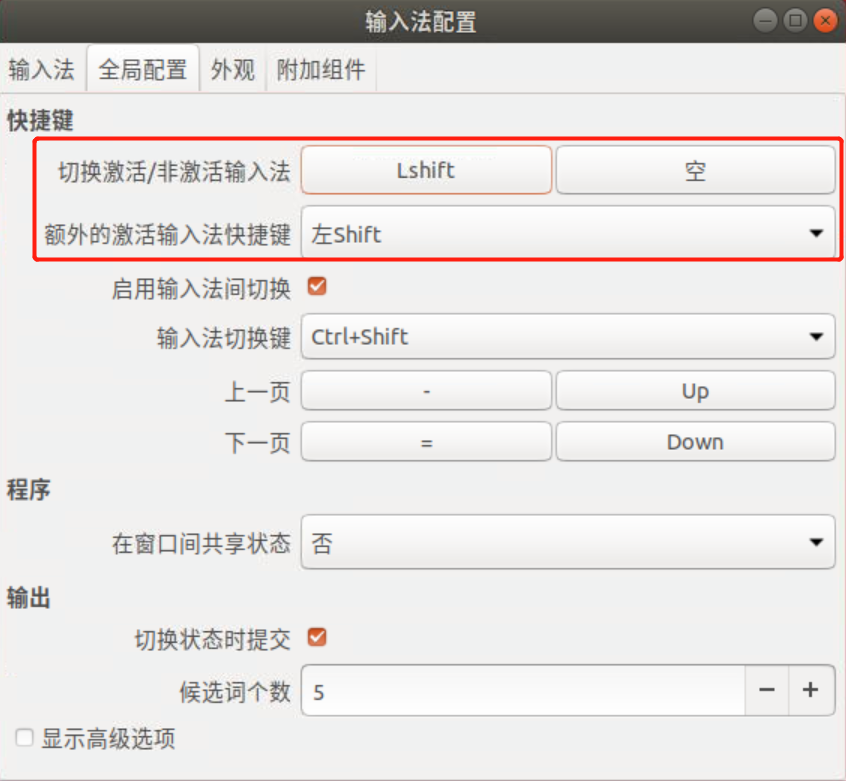 输入法配置
输入法 全局配置 外观 附加组件
快捷键
切换激活/非激活输入法 Lshift 空
额外的激活输入法快捷键 左Shift
启用输入法间切换
输入法切换键 Ctrl+Shift
上一页 - Up
下一页 = Down
程序
在窗口间共享状态 否
输出
切换状态时提交
候选词个数 5 − +
显示高级选项